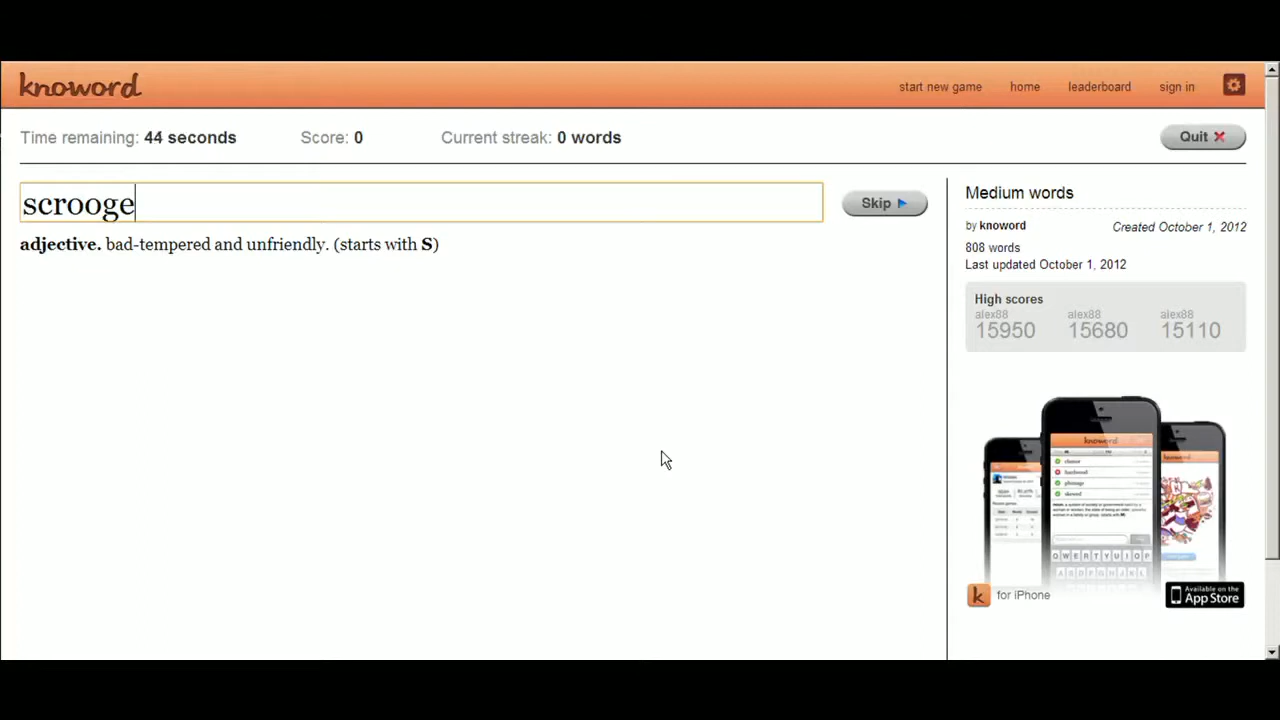 knoword
start new game home leaderboard sign in
Time remaining: 44 seconds Score: 0 Current streak: 0 words Quit
scrooge
Skip
adjective. bad-tempered and unfriendly. (starts with S)
Medium words
by knoword Created October 1, 2012
808 words
Last updated October 1, 2012
High scores
alex88 alex88 alex88
15950 15680 15110
knoword
Q W E R T Y U I O P
k for iPhone
Available on the
App Store